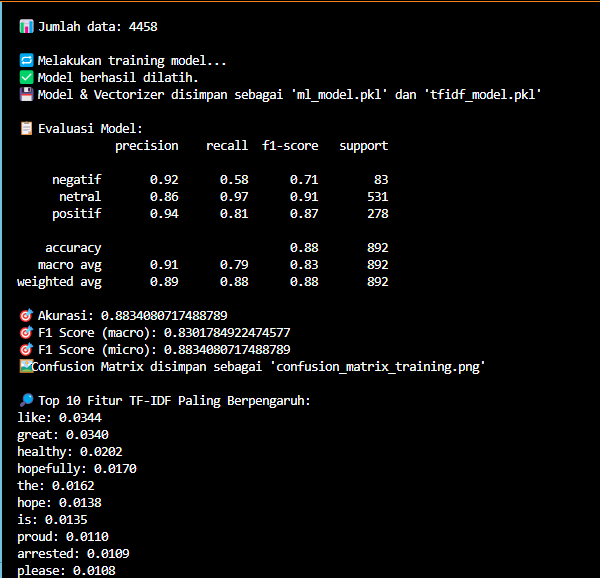 📊 Jumlah data: 4458
🔁 Melakukan training model...
✅ Model berhasil dilatih.
💾 Model & Vectorizer disimpan sebagai 'ml_model.pkl' dan 'tfidf_model.pkl'
📋 Evaluasi Model:
precision recall f1-score support
negatif 0.92 0.58 0.71 83
netral 0.86 0.97 0.91 531
positif 0.94 0.81 0.87 278
accuracy 0.88 892
macro avg 0.91 0.79 0.83 892
weighted avg 0.89 0.88 0.88 892
🎯 Akurasi: 0.8834080717488789
🎯 F1 Score (macro): 0.8301784922474577
🎯 F1 Score (micro): 0.8834080717488789
🖼️Confusion Matrix disimpan sebagai 'confusion_matrix_training.png'
🔎 Top 10 Fitur TF-IDF Paling Berpengaruh:
like: 0.0344
great: 0.0340
healthy: 0.0202
hopefully: 0.0170
the: 0.0162
hope: 0.0138
is: 0.0135
proud: 0.0110
arrested: 0.0109
please: 0.0108